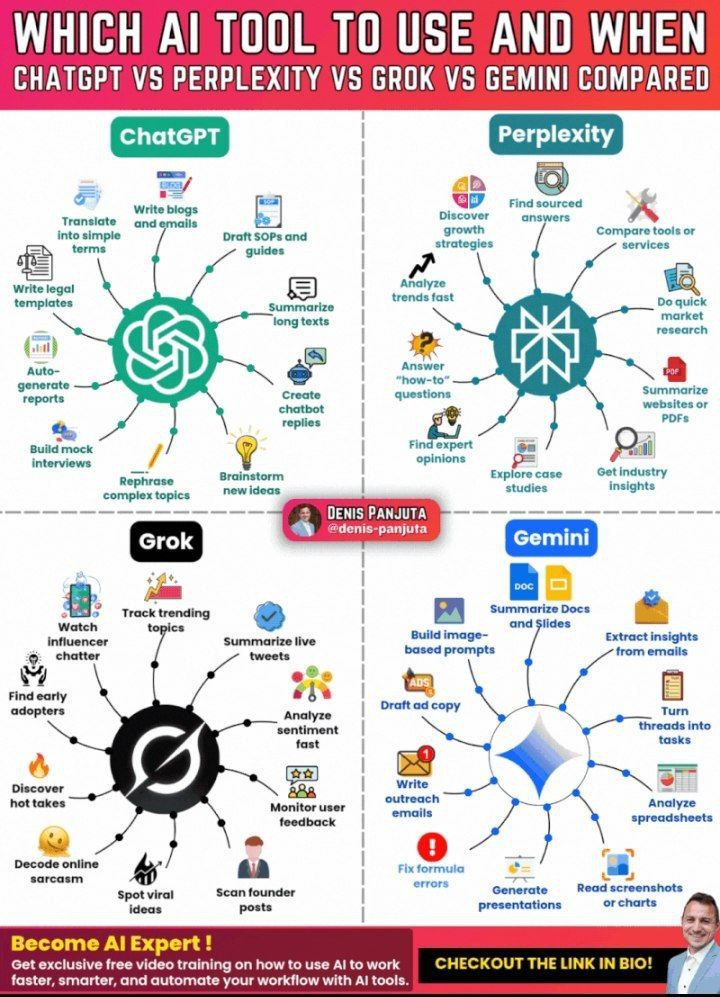 WHICH AI TOOL TO USE AND WHEN
CHATGPT VS PERPLEXITY VS GROK VS GEMINI COMPARED
ChatGPT
Write blogs
and emails
Draft SOPs and
guides
Summarize
long texts
Create
chatbot
replies
Brainstorm
new ideas
Rephrase
complex topics
Build mock
interviews
Auto-
generate
reports
Write legal
templates
Translate
into simple
terms
BLOG
SOP
Perplexity
Find sourced
answers
Compare tools or
services
Do quick
market
research
PDF
Summarize
websites or
PDFs
Get industry
insights
Explore case
studies
Find expert
opinions
Answer
“how-to”
questions
Analyze
trends fast
Discover
growth
strategies
DENIS PANJUTA
@denis-panjuta
Grok
Track trending
topics
Summarize live
tweets
Analyze
sentiment
fast
Monitor user
feedback
Scan founder
posts
Spot viral
ideas
Decode online
sarcasm
Discover
hot takes
Find early
adopters
Watch
influencer
chatter
Gemini
DOC
Summarize Docs
and Slides
Extract insights
from emails
Turn
threads into
tasks
Analyze
spreadsheets
Read screenshots
or charts
Generate
presentations
Fix formula
errors
1
Write
outreach
emails
ADS
Draft ad copy
Build image-
based prompts
Become AI Expert !
Get exclusive free video training on how to use AI to work
faster, smarter, and automate your workflow with AI tools.
CHECKOUT THE LINK IN BIO!